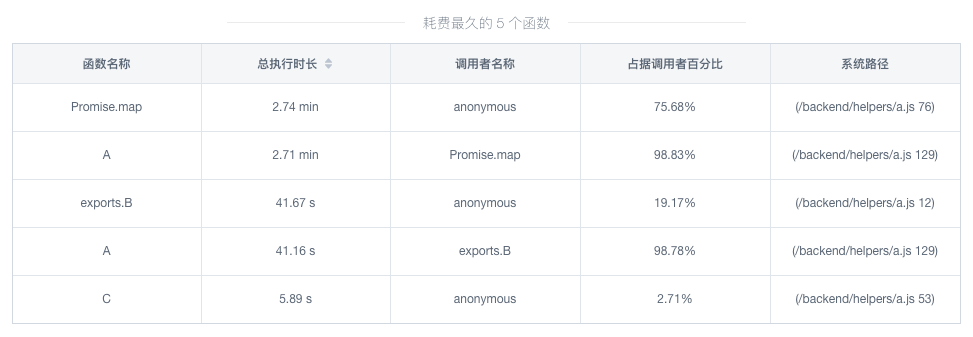 耗费最久的 5 个函数
函数名称 总执行时长 调用者名称 占据调用者百分比 系统路径
Promise.map 2.74 min anonymous 75.68% (/backend/helpers/a.js 76)
A 2.71 min Promise.map 98.83% (/backend/helpers/a.js 129)
exports.B 41.67 s anonymous 19.17% (/backend/helpers/a.js 12)
A 41.16 s exports.B 98.78% (/backend/helpers/a.js 129)
C 5.89 s anonymous 2.71% (/backend/helpers/a.js 53)